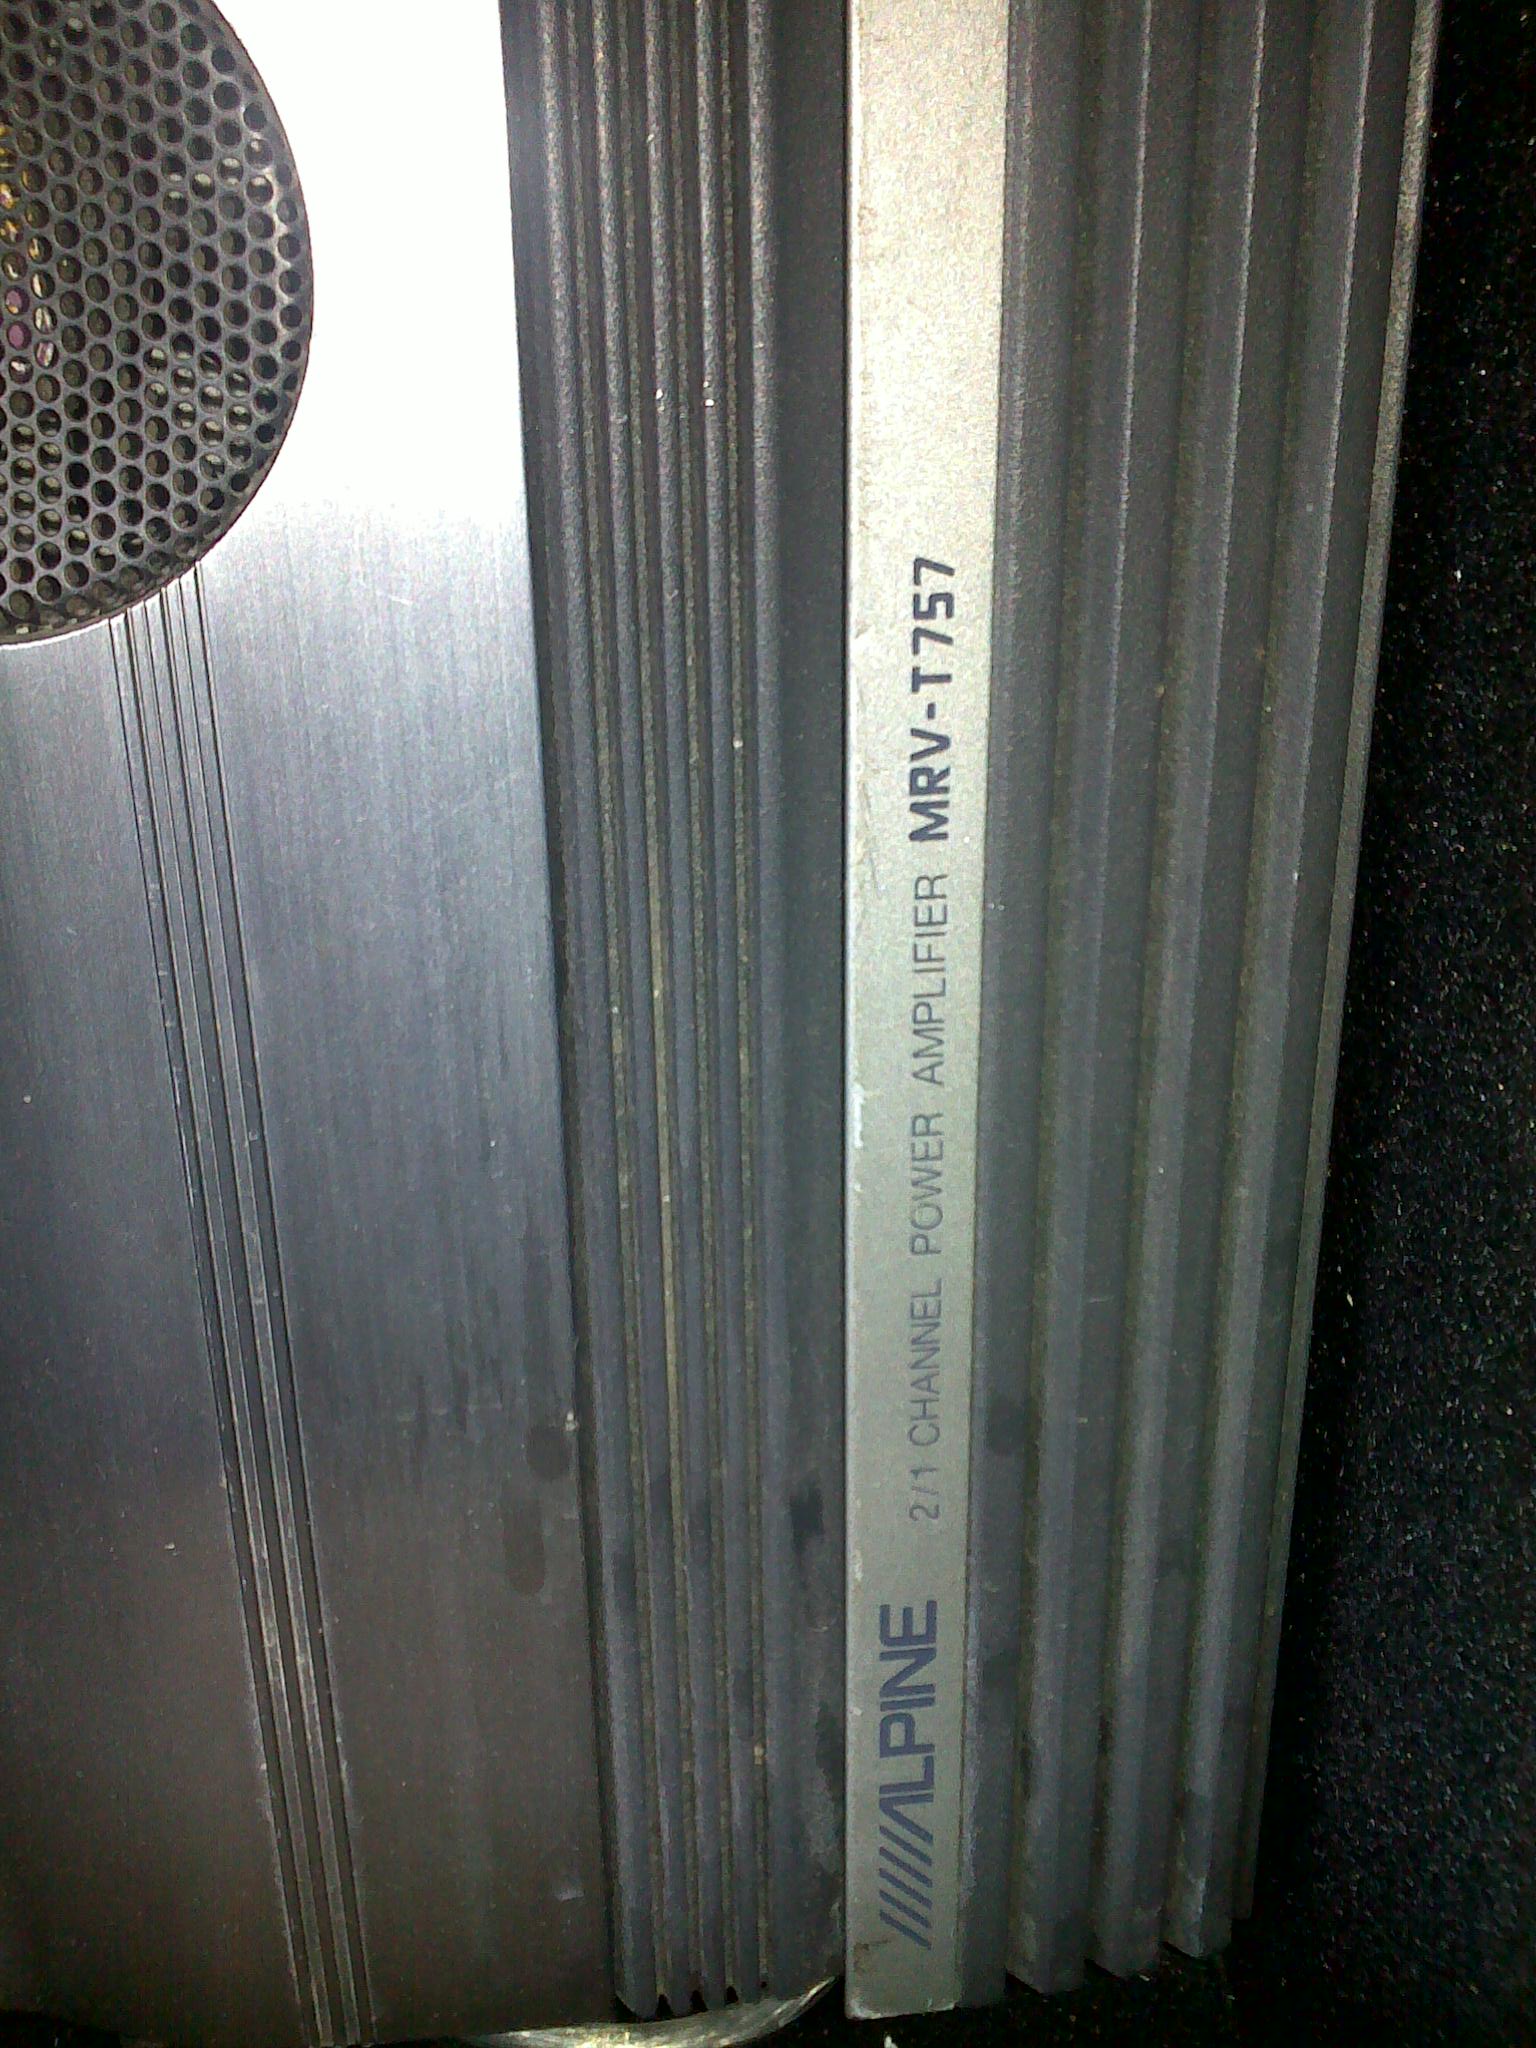 ALPINE 2/1 CHANNEL POWER AMPLIFIER MRV-T757